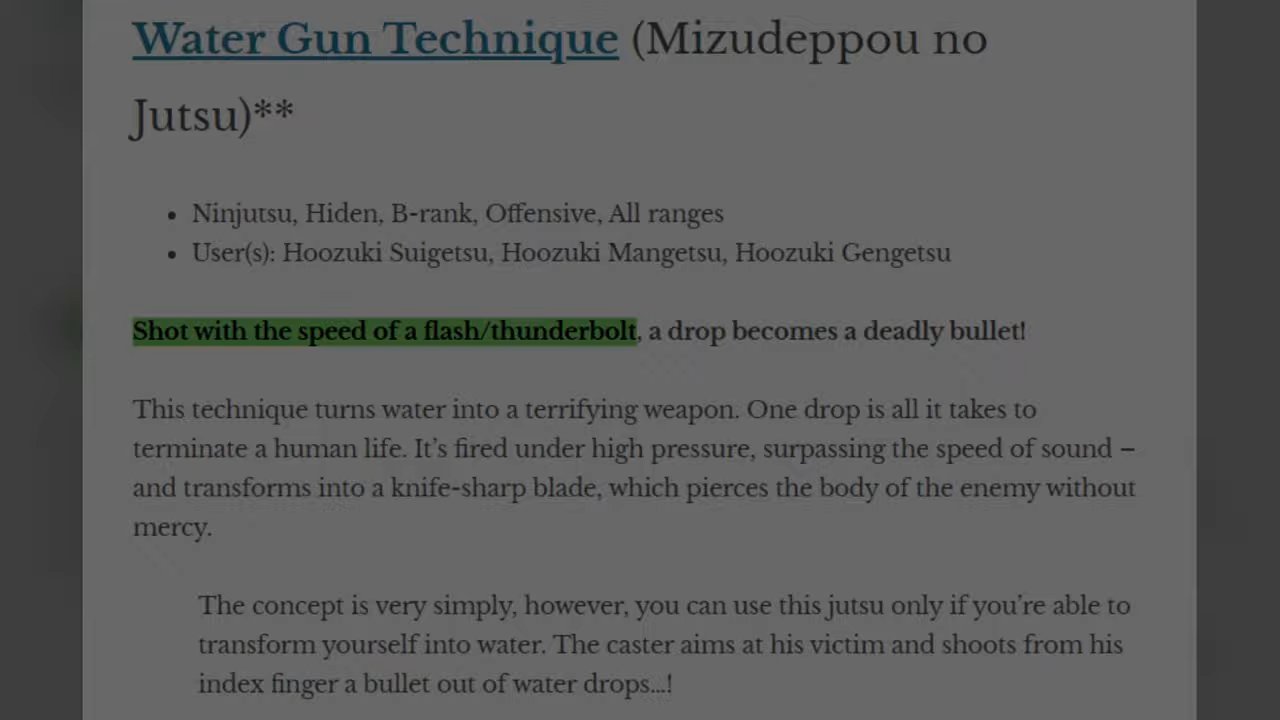 Water Gun Technique (Mizudeppou no
Jutsu)**
• Ninjutsu, Hiden, B-rank, Offensive, All ranges
• User(s): Hoozuki Suigetsu, Hoozuki Mangetsu, Hoozuki Gengetsu
Shot with the speed of a flash/thunderbolt, a drop becomes a deadly bullet!
This technique turns water into a terrifying weapon. One drop is all it takes to
terminate a human life. It’s fired under high pressure, surpassing the speed of sound –
and transforms into a knife-sharp blade, which pierces the body of the enemy without
mercy.
The concept is very simply, however, you can use this jutsu only if you’re able to
transform yourself into water. The caster aims at his victim and shoots from his
index finger a bullet out of water drops…!